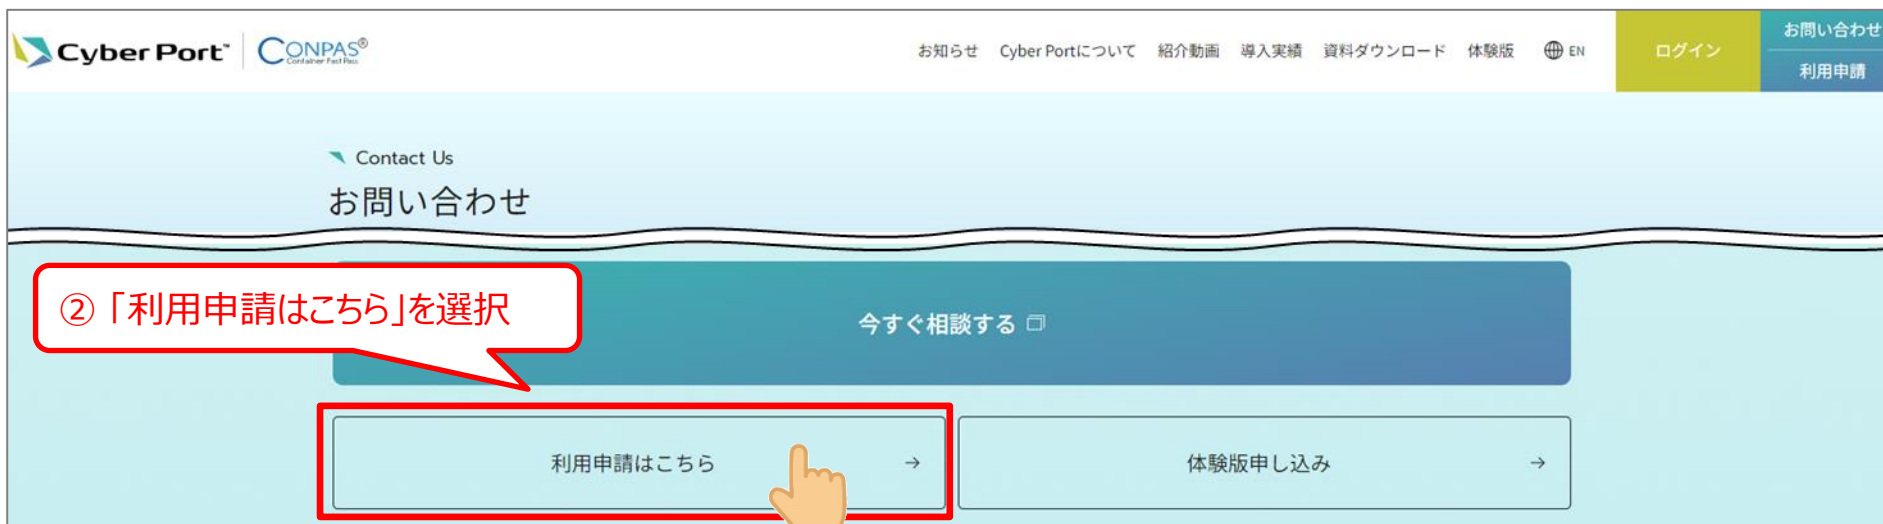 Cyber Port™ CONPAS®
Container Fast Pass
お知らせ Cyber Portについて 紹介動画 導入実績 資料ダウンロード 体験版 EN ログイン お問い合わせ
利用申請
Contact Us
お問い合わせ
②「利用申請はこちら」を選択
今すぐ相談する
利用申請はこちら → 体験版申し込み →